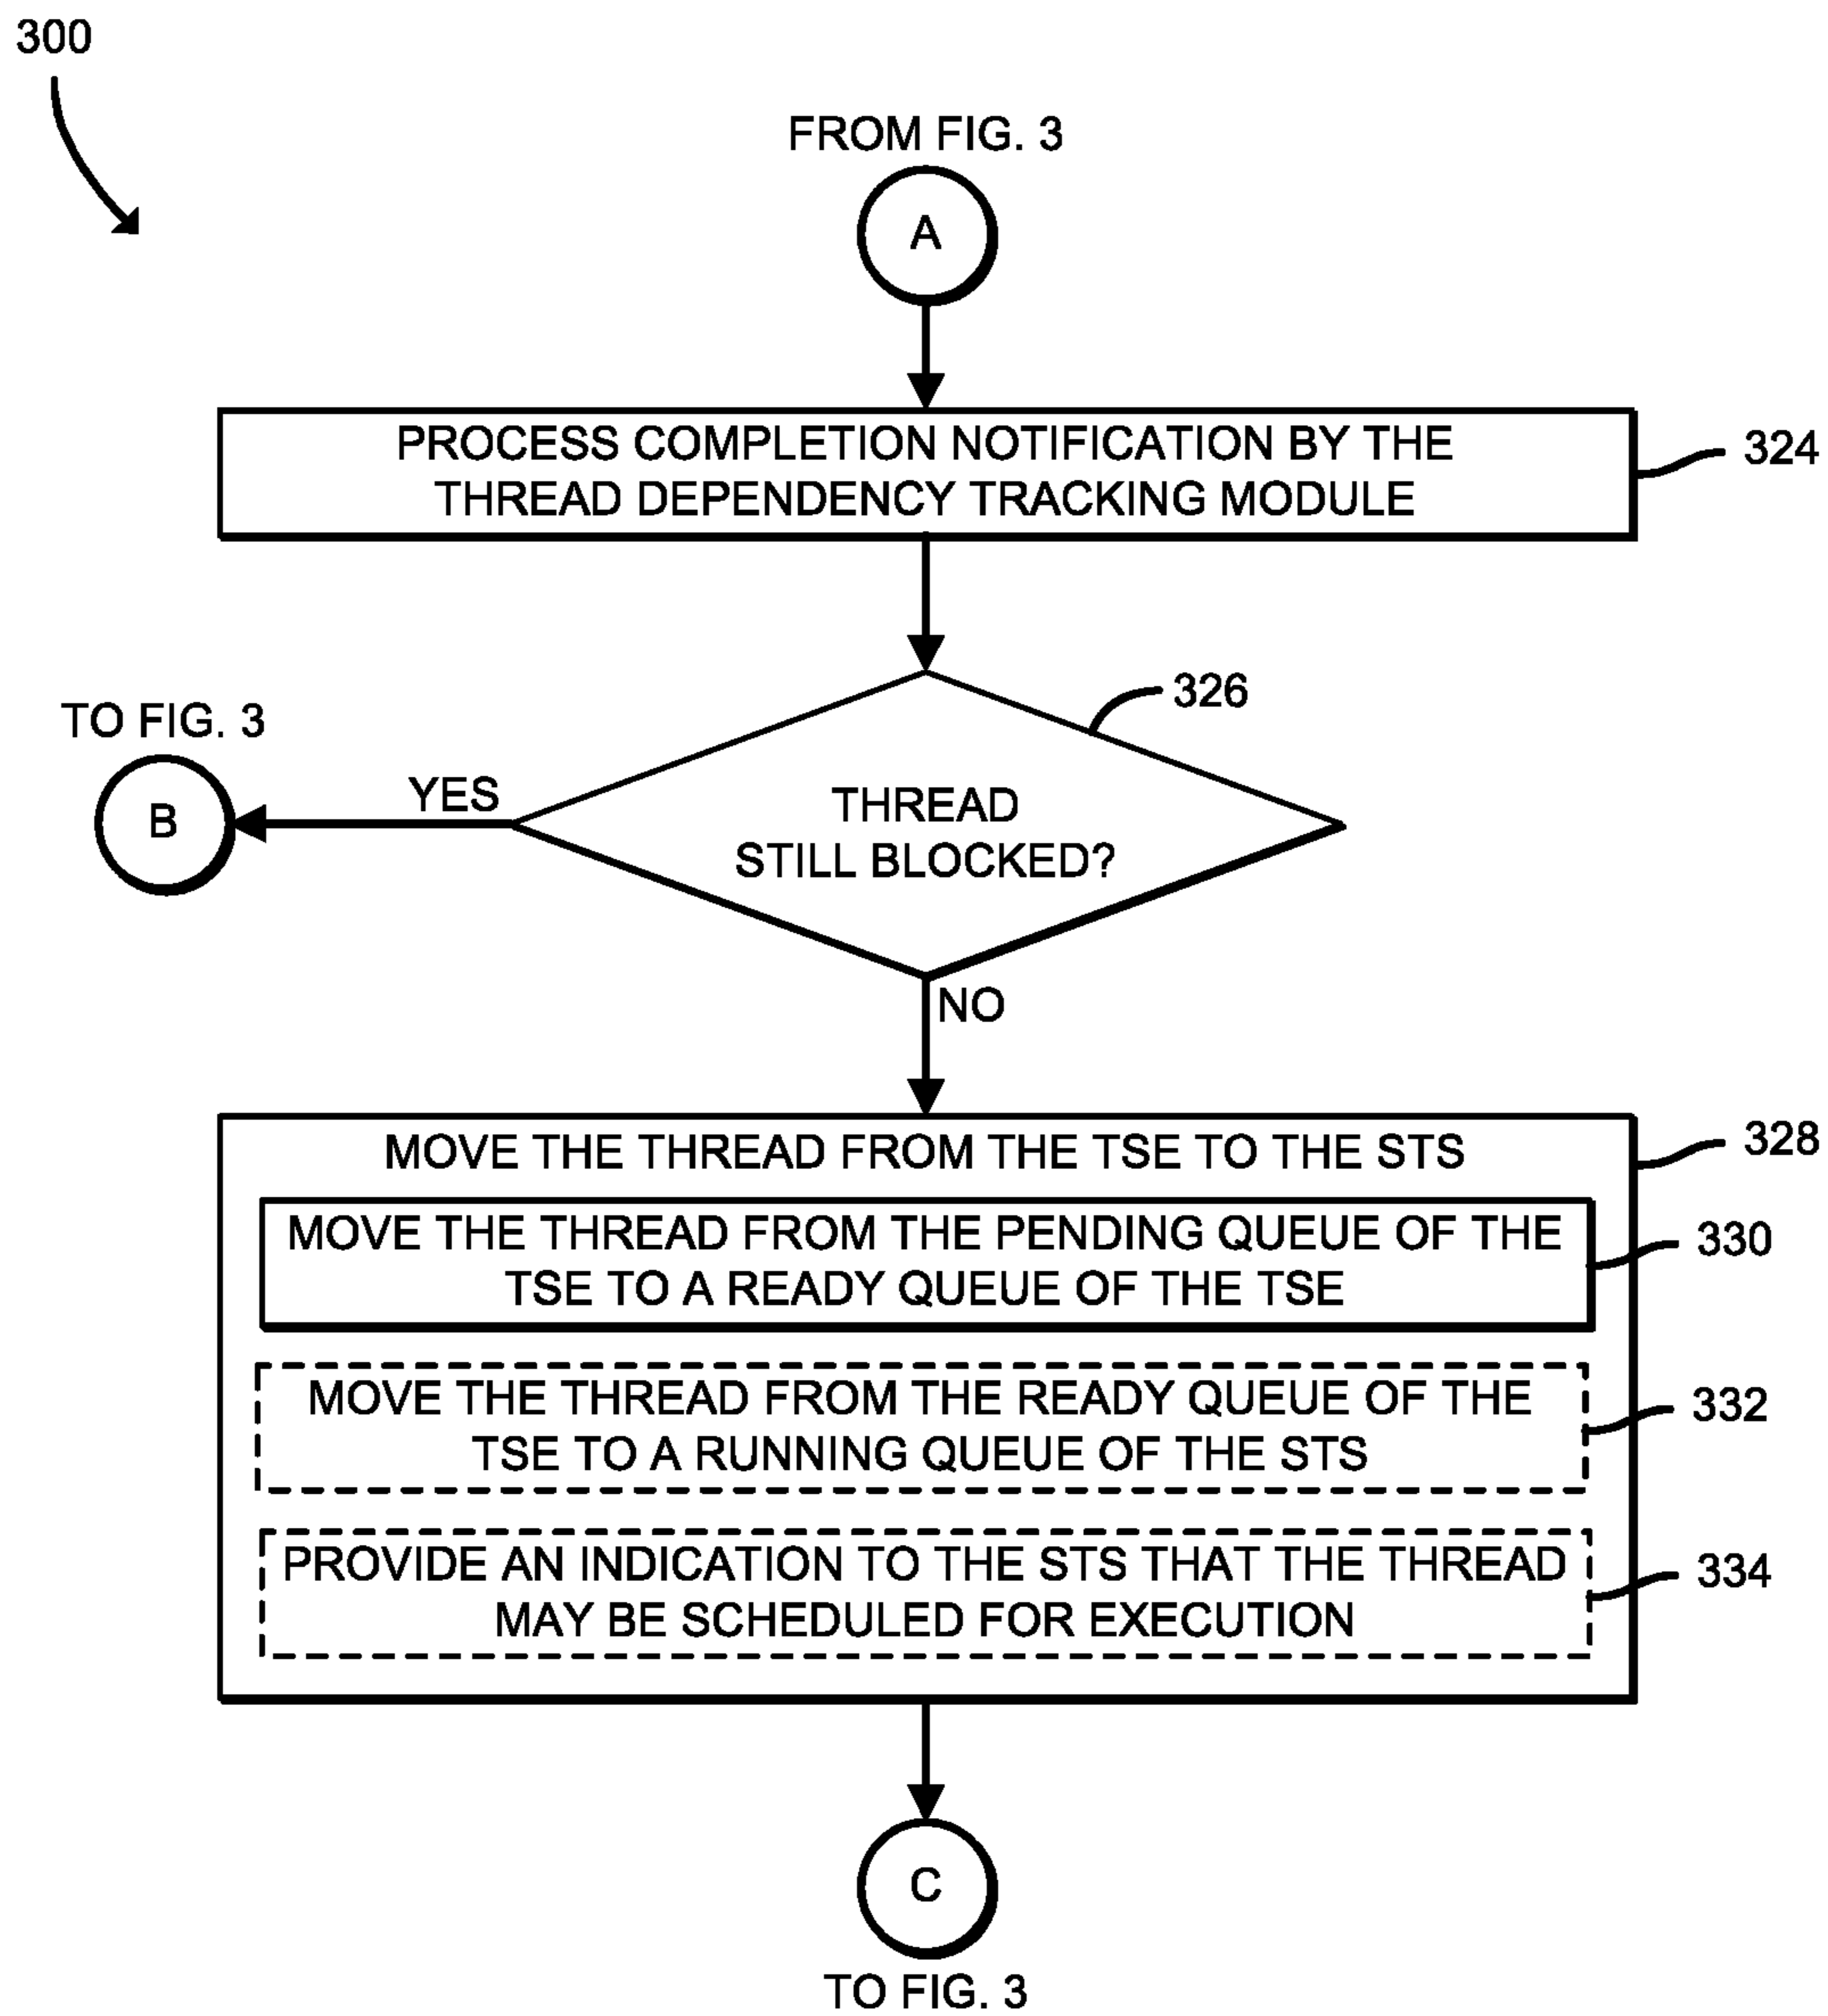 300
FROM FIG. 3
A
PROCESS COMPLETION NOTIFICATION BY THE
THREAD DEPENDENCY TRACKING MODULE
324
326
TO FIG. 3
B
YES
THREAD
STILL BLOCKED?
NO
MOVE THE THREAD FROM THE TSE TO THE STS
328
MOVE THE THREAD FROM THE PENDING QUEUE OF THE
TSE TO A READY QUEUE OF THE TSE
330
MOVE THE THREAD FROM THE READY QUEUE OF THE
TSE TO A RUNNING QUEUE OF THE STS
332
PROVIDE AN INDICATION TO THE STS THAT THE THREAD
MAY BE SCHEDULED FOR EXECUTION
334
C
TO FIG. 3